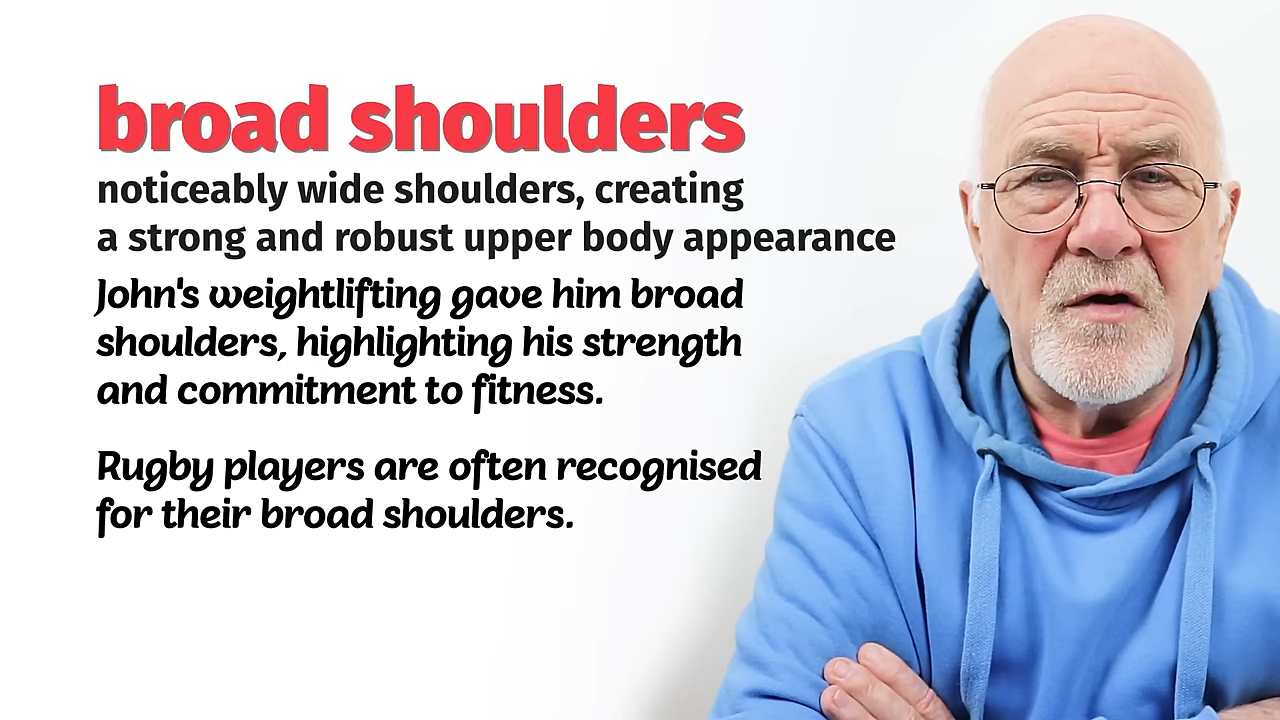 broad shoulders
noticeably wide shoulders, creating
a strong and robust upper body appearance
John's weightlifting gave him broad
shoulders, highlighting his strength
and commitment to fitness.
Rugby players are often recognised
for their broad shoulders.